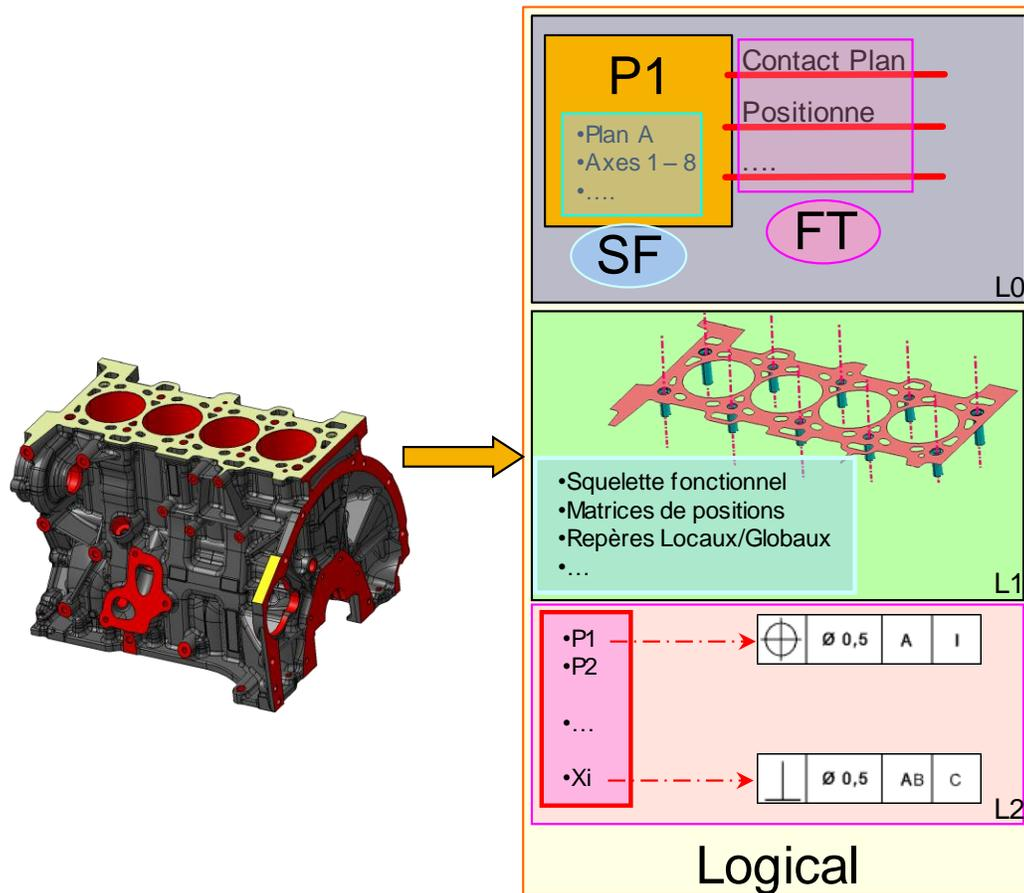 P1
•Plan A
•Axes 1 – 8
•....
SF
Contact Plan
Positionne
....
FT
L0
•Squelette fonctionnel
•Matrices de positions
•Repères Locaux/Globaux
•...
L1
•P1
•P2
•...
•Xi
Ø 0,5 A I
Ø 0,5 AB C
L2
Logical